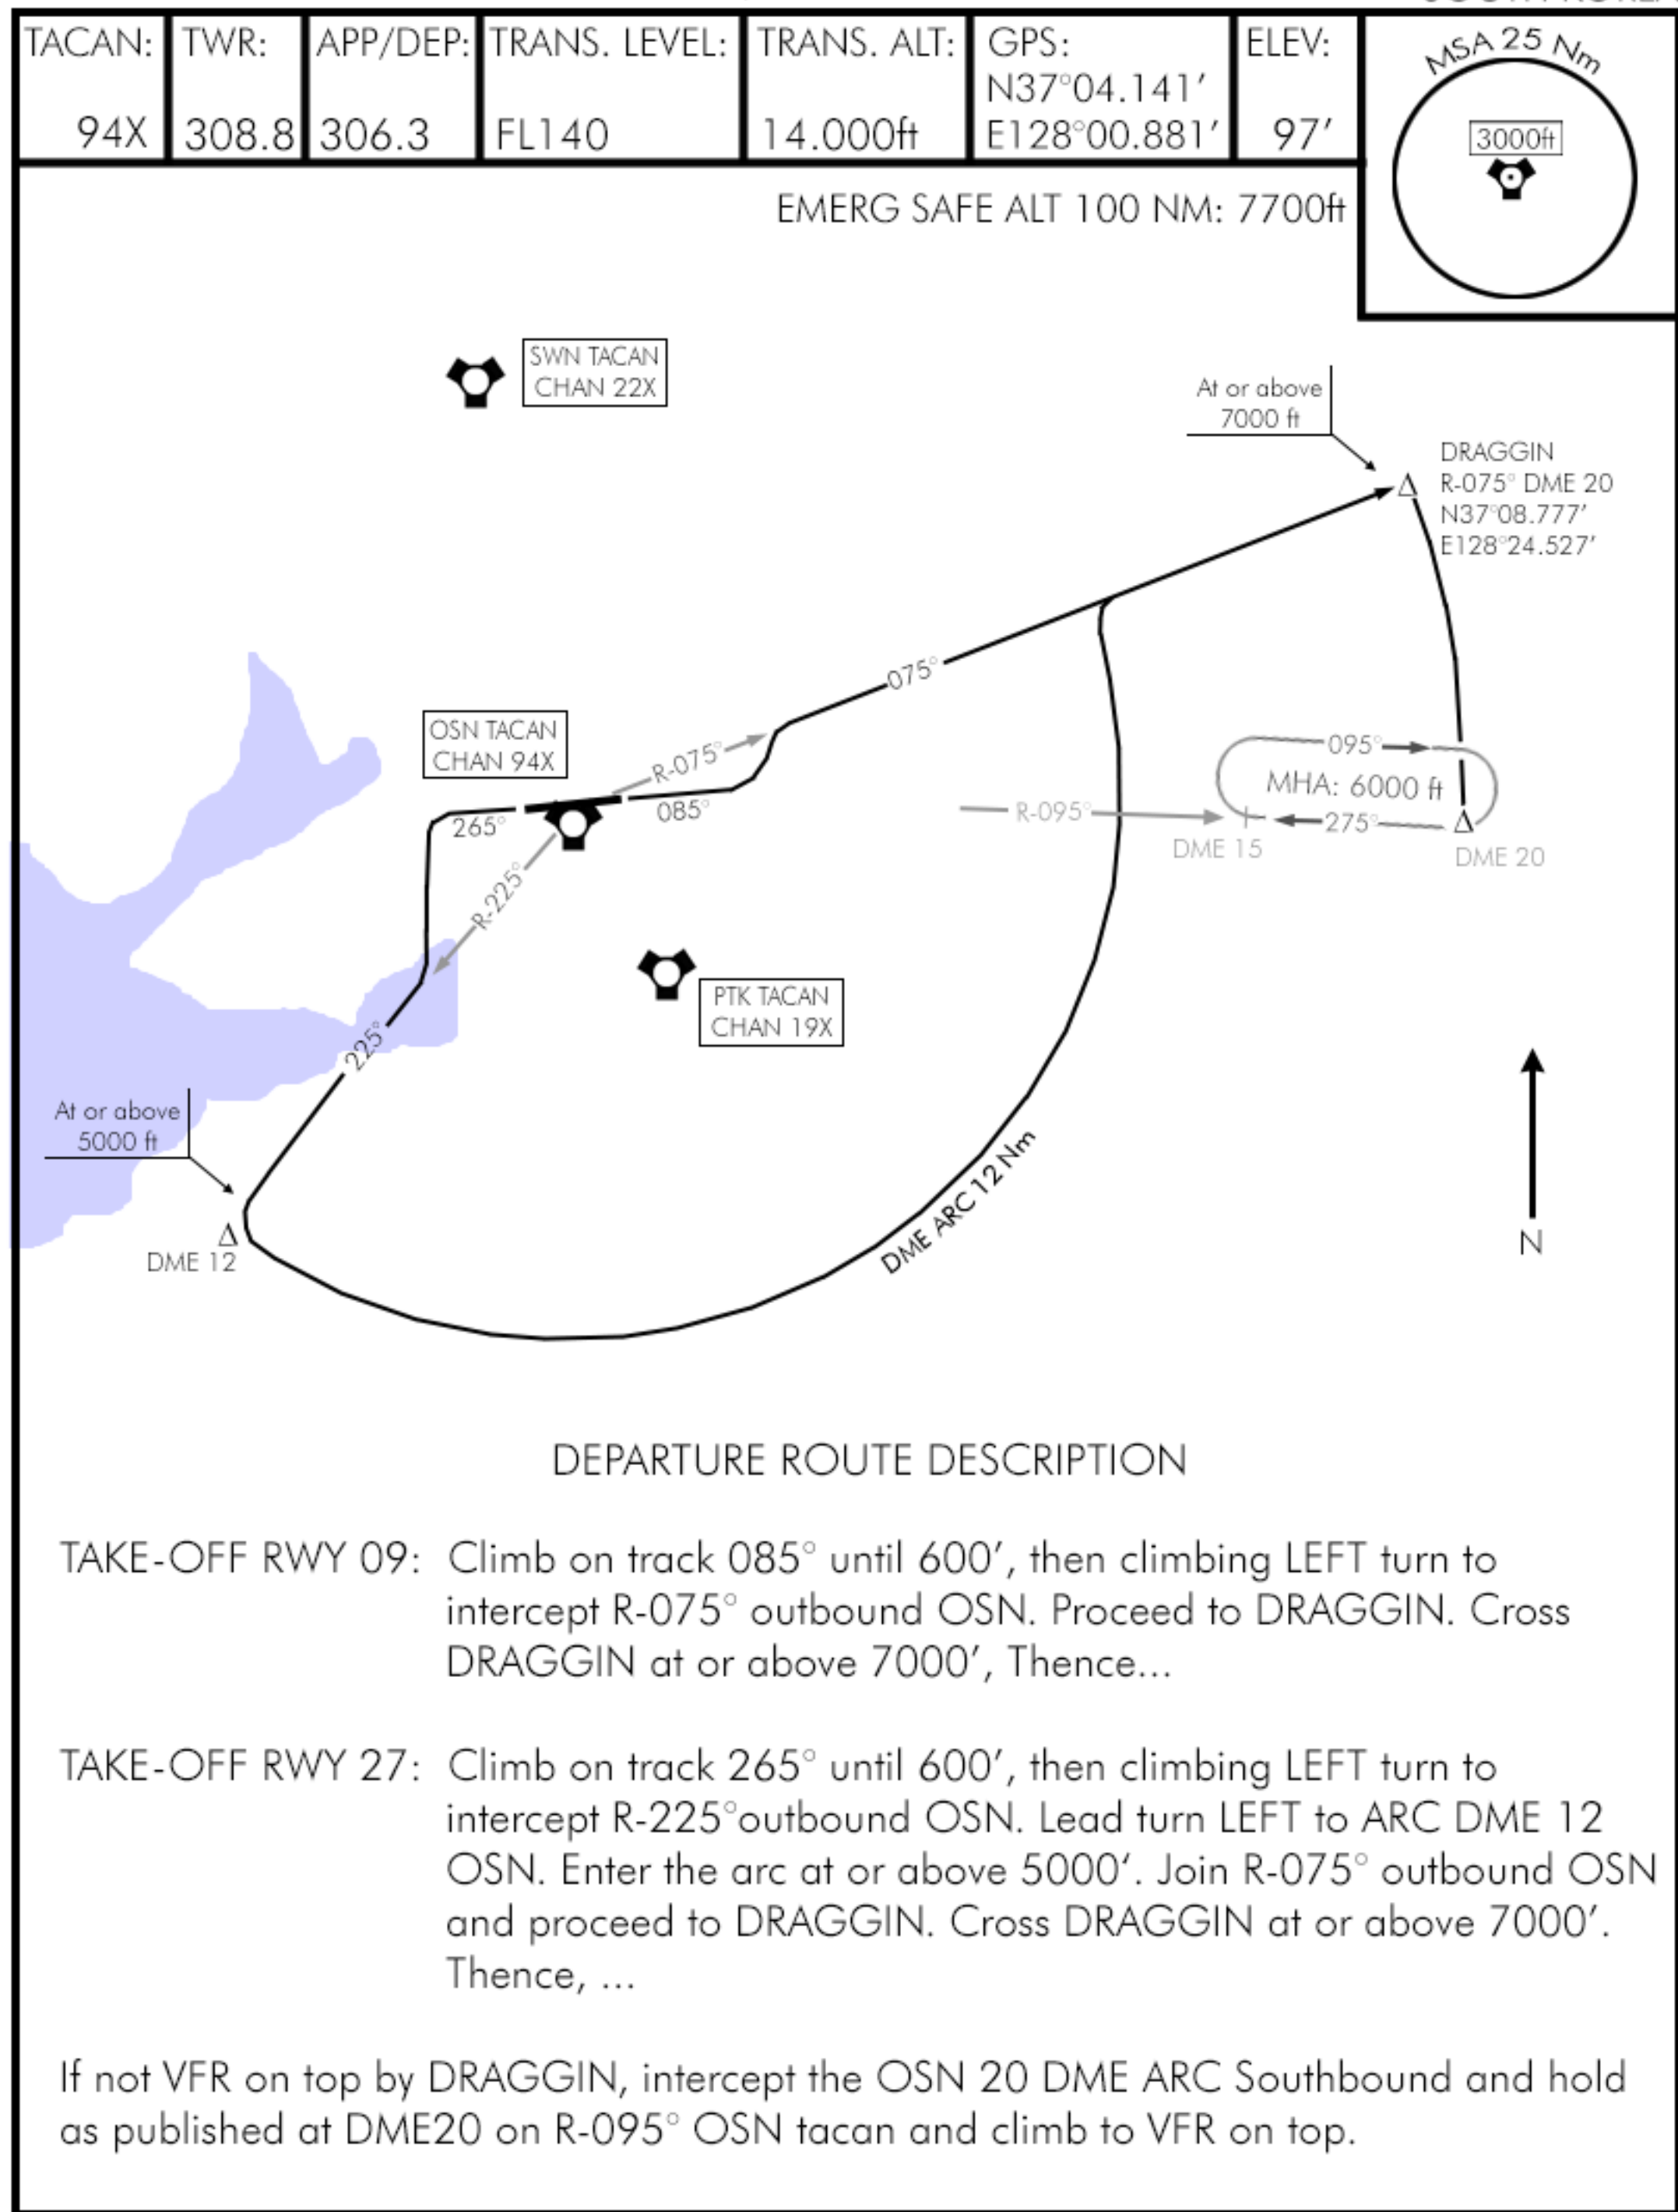 TACAN:
94X
TWR:
308.8
APP/DEP:
306.3
TRANS. LEVEL:
FL140
TRANS. ALT:
14.000ft
GPS:
N37°04.141′
E128°00.881′
ELEV:
97′
MSA 25 Nm
3000ft
EMERG SAFE ALT 100 NM: 7700ft
SWN TACAN
CHAN 22X
At or above
7000 ft
DRAGGIN
R-075° DME 20
N37°08.777′
E128°24.527′
075°
OSN TACAN
CHAN 94X
R-075°
265°
085°
R-225°
095°
MHA: 6000 ft
275°
R-095°
DME 15
DME 20
PTK TACAN
CHAN 19X
225°
At or above
5000 ft
DME 12
DME ARC 12 Nm
N
DEPARTURE ROUTE DESCRIPTION
TAKE-OFF RWY 09: Climb on track 085° until 600′, then climbing LEFT turn to
intercept R-075° outbound OSN. Proceed to DRAGGIN. Cross
DRAGGIN at or above 7000′, Thence...
TAKE-OFF RWY 27: Climb on track 265° until 600′, then climbing LEFT turn to
intercept R-225°outbound OSN. Lead turn LEFT to ARC DME 12
OSN. Enter the arc at or above 5000‘. Join R-075° outbound OSN
and proceed to DRAGGIN. Cross DRAGGIN at or above 7000′.
Thence, ...
If not VFR on top by DRAGGIN, intercept the OSN 20 DME ARC Southbound and hold
as published at DME20 on R-095° OSN tacan and climb to VFR on top.